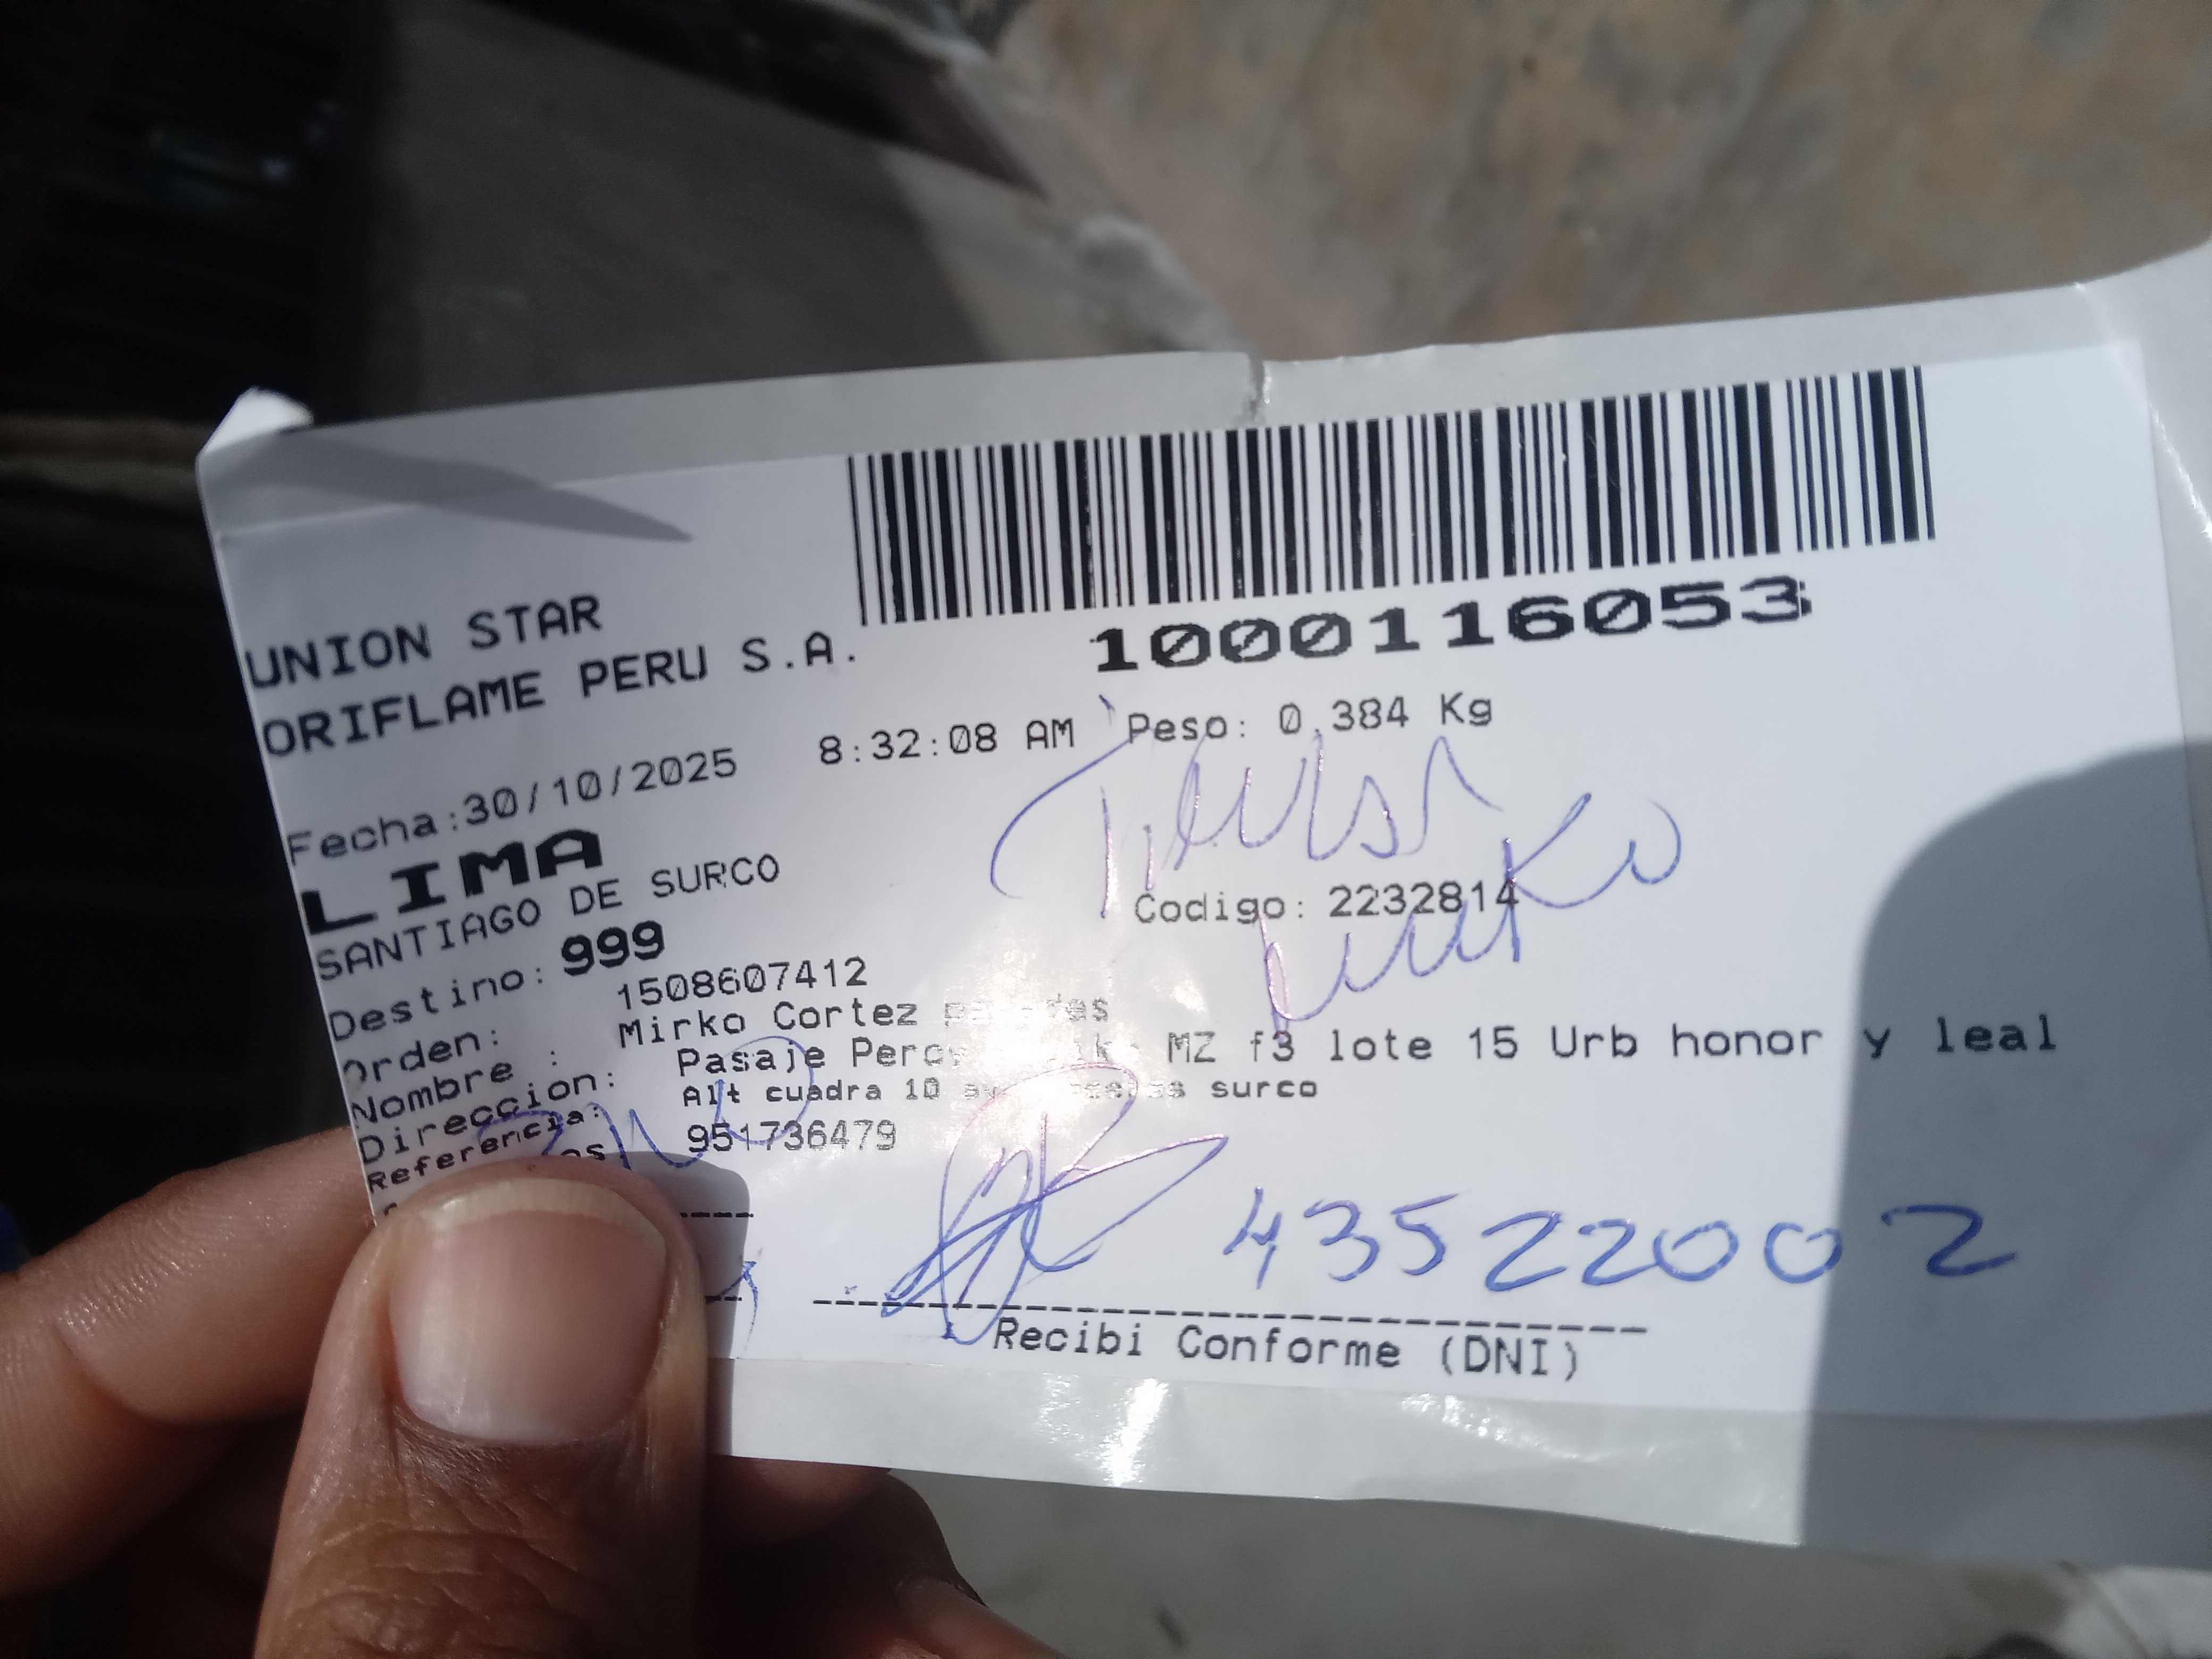 UNION STAR
ORIFLAME PERU S.A.
1000116053
Fecha:30/10/2025 8:32:08 AM Peso: 0.384 Kg
LIMA
SANTIAGO DE SURCO
Codigo: 2232814
Destino: 999
Orden: 1508607412
Nombre : Mirko Cortez
Direccion: Pasaje MZ f3 lote 15 Urb honor y leal
Referencia: Alt cuadra 10 surco
951736479
43522002
Recibi Conforme (DNI)